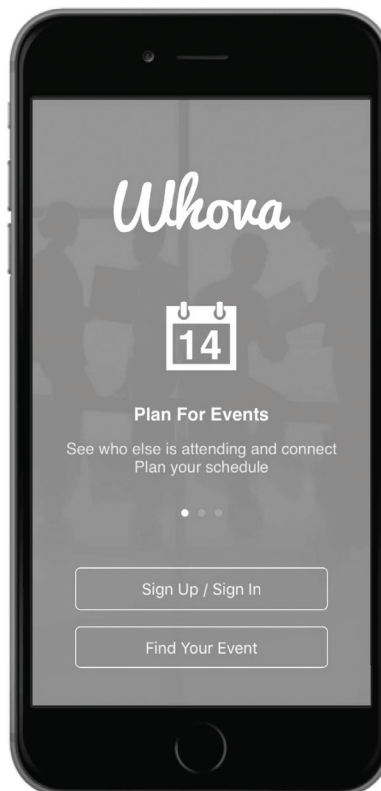 Whova
14
Plan For Events
See who else is attending and connect
Plan your schedule
Sign Up / Sign In
Find Your Event